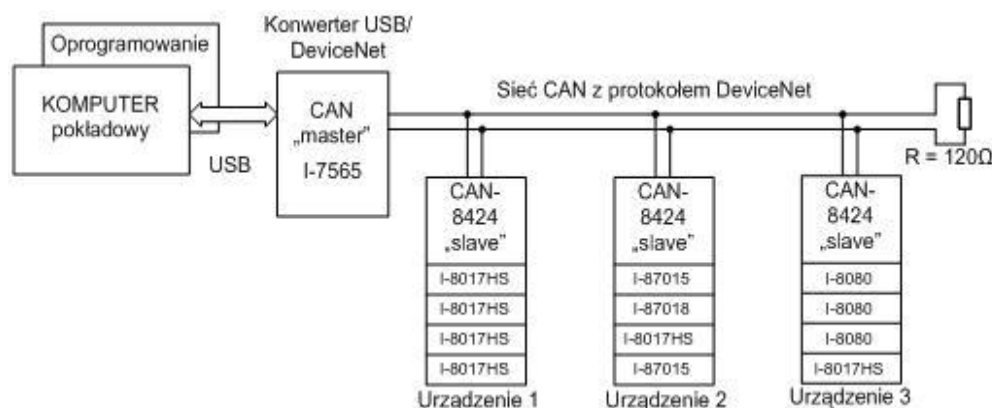 Oprogramowanie
KOMPUTER
pokładowy
USB
Konwerter USB/
DeviceNet
CAN
„master”
I-7565
Sieć CAN z protokołem DeviceNet
R = 120Ω
CAN-
8424
„slave”
I-8017HS
I-8017HS
I-8017HS
I-8017HS
Urządzenie 1
CAN-
8424
„slave”
I-87015
I-87018
I-8017HS
I-87015
Urządzenie 2
CAN-
8424
„slave”
I-8080
I-8080
I-8080
I-8017HS
Urządzenie 3